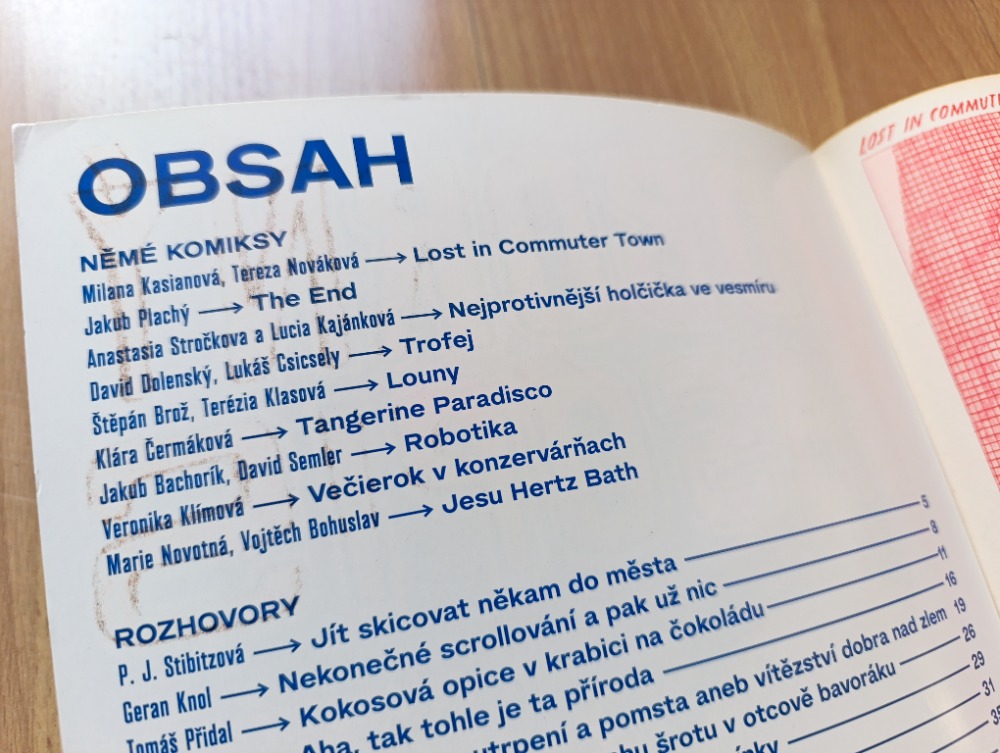 OBSAH
NĚMÉ KOMIKSY
Milana Kasianová, Tereza Nováková → Lost in Commuter Town
Jakub Plachý → The End
Anastasia Stročkova a Lucia Kajánková → Nejprotivnější holčička ve vesmíru
David Dolenský, Lukáš Csicsely → Trofej
Štěpán Brož, Terézia Klasová → Louny
Klára Čermáková → Tangerine Paradisco
Jakub Bachorík, David Semler → Robotika
Veronika Klímová → Večierok v konzervárňach
Marie Novotná, Vojtěch Bohuslav → Jesu Hertz Bath
ROZHOVORY
P. J. Stibitzová → Jít skicovat někam do města 5
Geran Knol → Nekonečné scrollování a pak už nic 8
Tomáš Přidal → Kokosová opice v krabici na čokoládu 11
Aha, tak tohle je ta příroda 16
a pomsta aneb vítězství dobra nad zlem 19
šrotu v otcově bavoráku 26
29
31
LOST IN